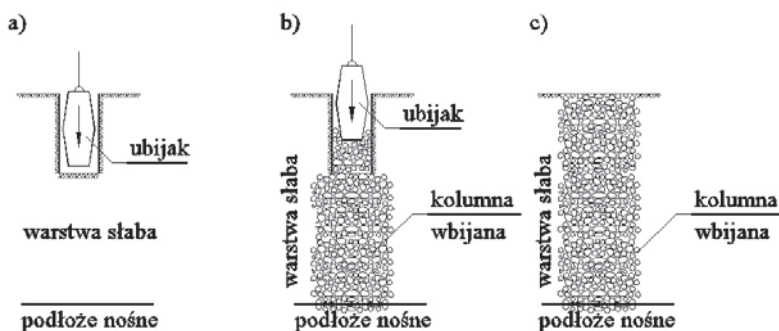 a)
ubijak
warstwa słaba
podłoże nośne
b)
ubijak
warstwa słaba
kolumna
wbijana
podłoże nośne
c)
warstwa słaba
kolumna
wbijana
podłoże nośne